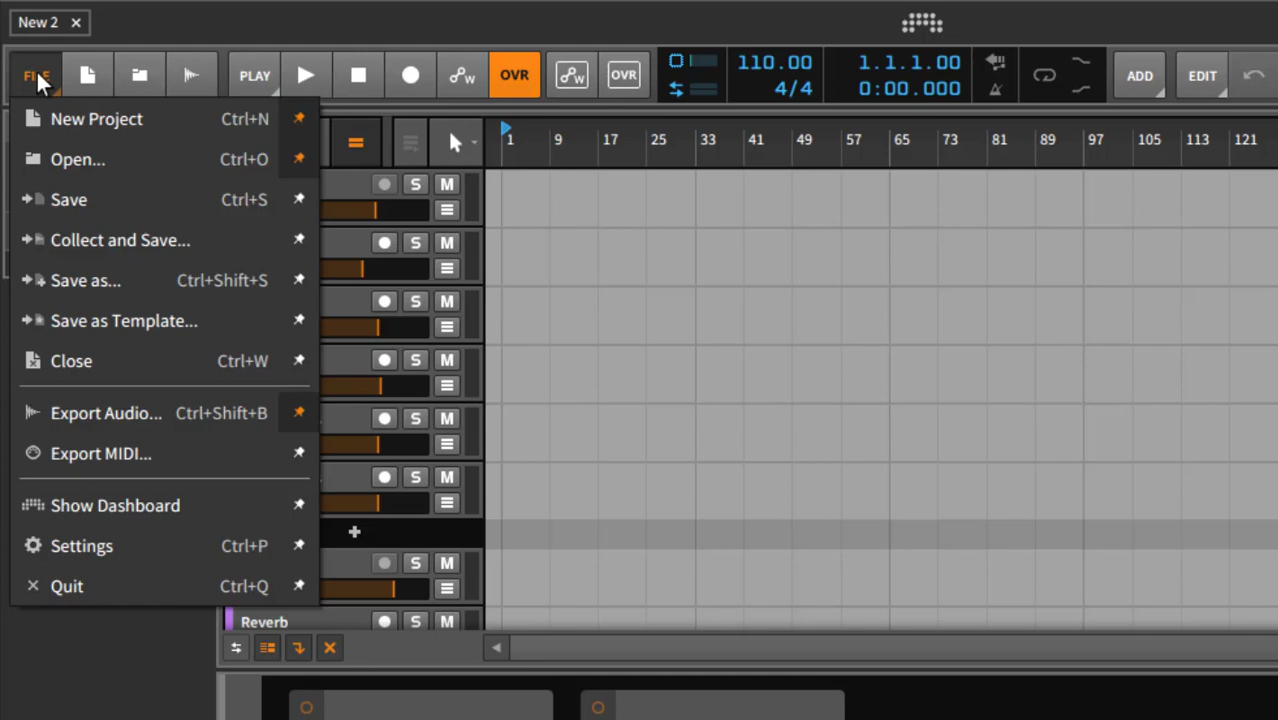 New 2
FILE
PLAY
OVR
OVR
110.00
4/4
1.1.1.00
0:00.000
ADD
EDIT
New Project Ctrl+N
Open... Ctrl+O
Save Ctrl+S
Collect and Save...
Save as... Ctrl+Shift+S
Save as Template...
Close Ctrl+W
Export Audio... Ctrl+Shift+B
Export MIDI...
Show Dashboard
Settings Ctrl+P
Quit Ctrl+Q
1 9 17 25 33 41 49 57 65 73 81 89 97 105 113 121
S M
S M
S M
S M
S M
S M
S M
Reverb S M